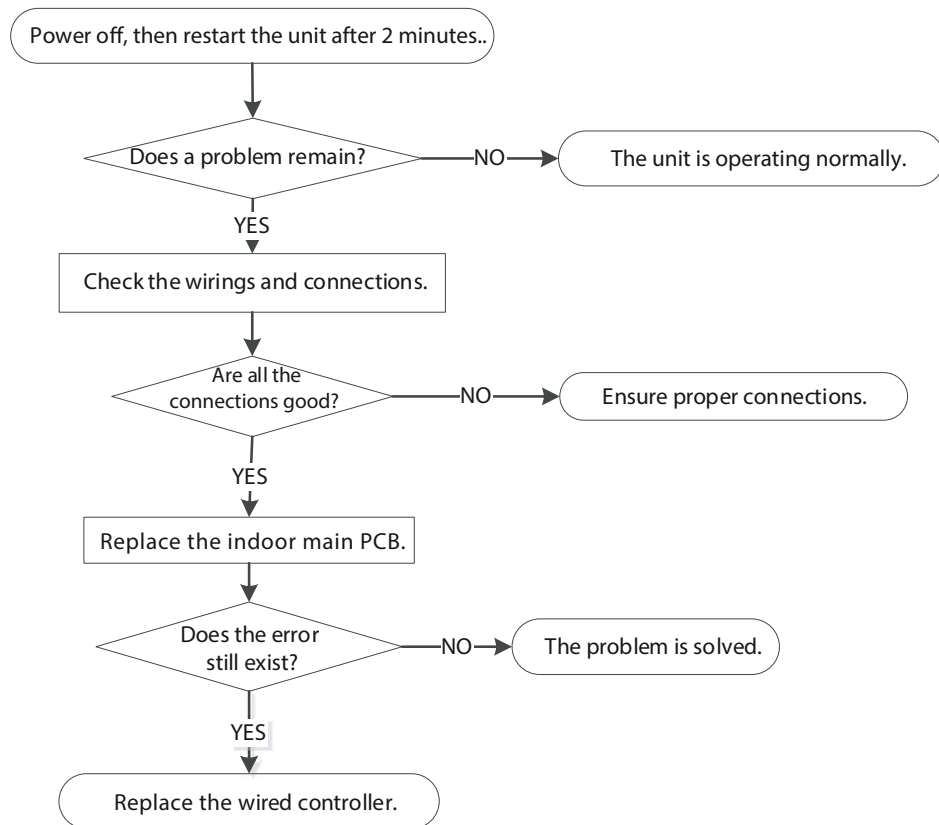 Power off, then restart the unit after 2 minutes..
Does a problem remain?
NO
The unit is operating normally.
YES
Check the wirings and connections.
Are all the
connections good?
NO
Ensure proper connections.
YES
Replace the indoor main PCB.
Does the error
still exist?
NO
The problem is solved.
YES
Replace the wired controller.